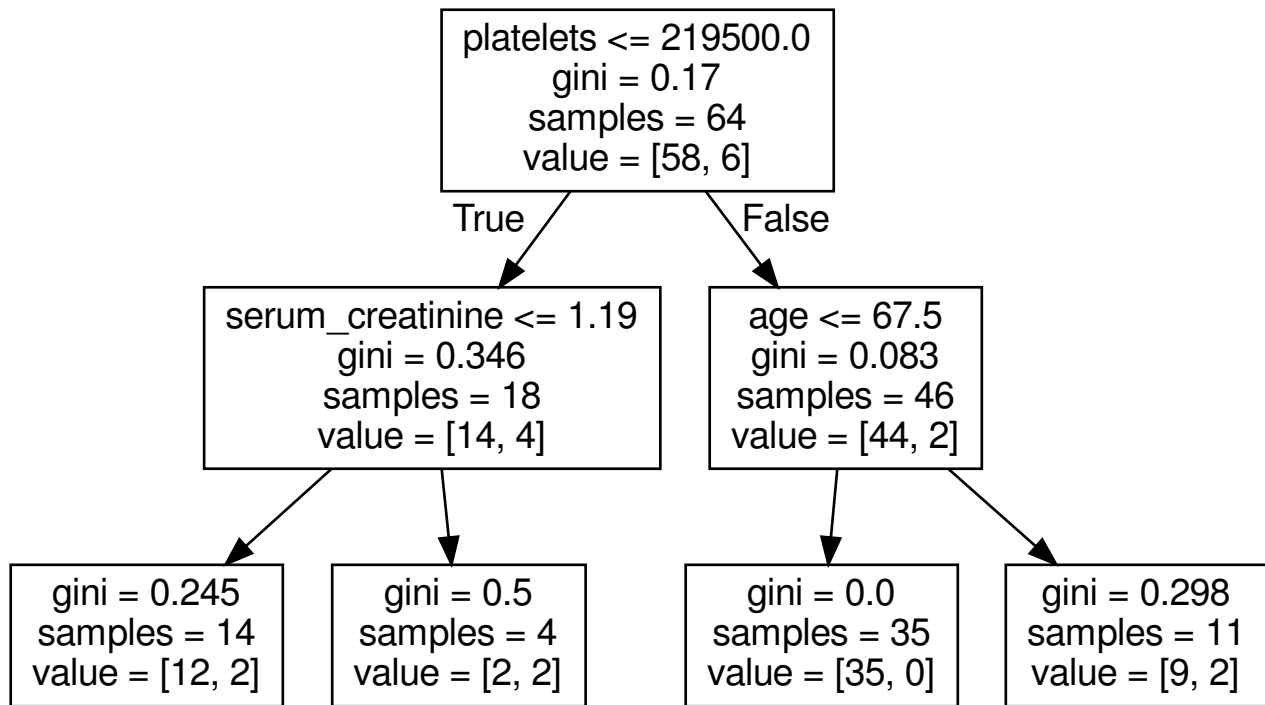 platelets <= 219500.0
gini = 0.17
samples = 64
value = [58, 6]
True
False
serum_creatinine <= 1.19
gini = 0.346
samples = 18
value = [14, 4]
age <= 67.5
gini = 0.083
samples = 46
value = [44, 2]
gini = 0.245
samples = 14
value = [12, 2]
gini = 0.5
samples = 4
value = [2, 2]
gini = 0.0
samples = 35
value = [35, 0]
gini = 0.298
samples = 11
value = [9, 2]